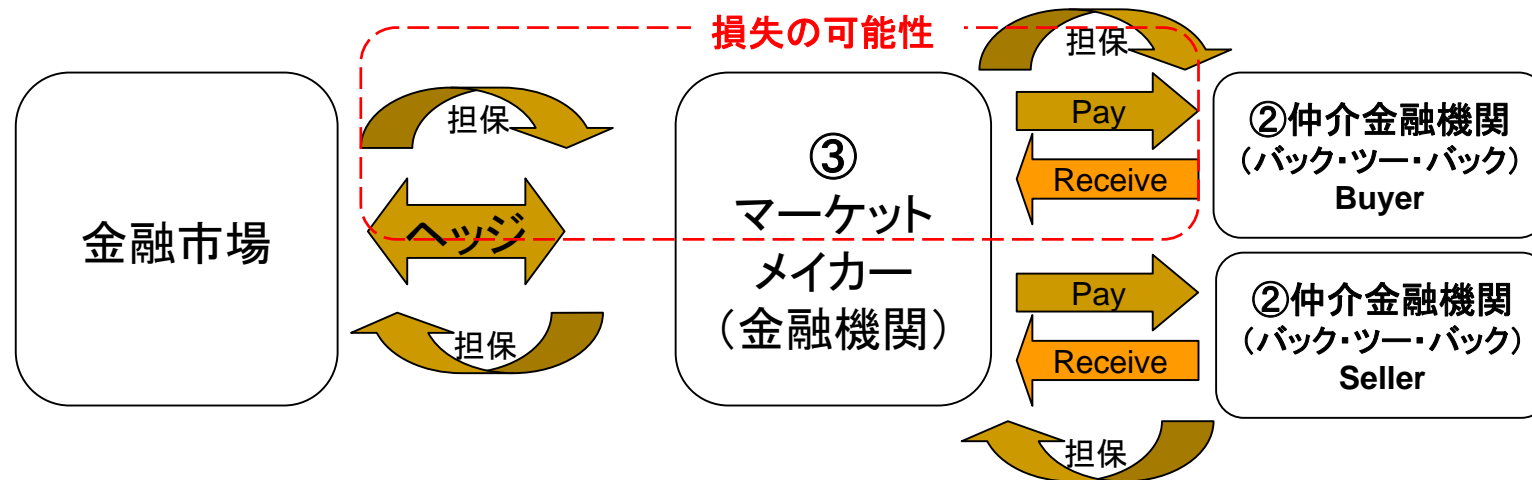 損失の可能性
担保
担保
Pay
Receive
②仲介金融機関
（バック・ツー・バック）
Buyer
金融市場
ヘッジ
③
マーケット
メイカー
（金融機関）
Pay
Receive
②仲介金融機関
（バック・ツー・バック）
Seller
担保
担保